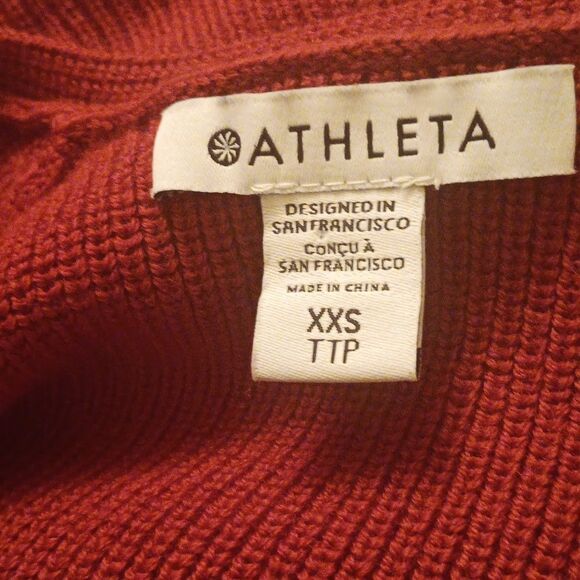 ATHLETA
DESIGNED IN
SAN FRANCISCO
CONÇU À
SAN FRANCISCO
MADE IN CHINA
XXS
TTP